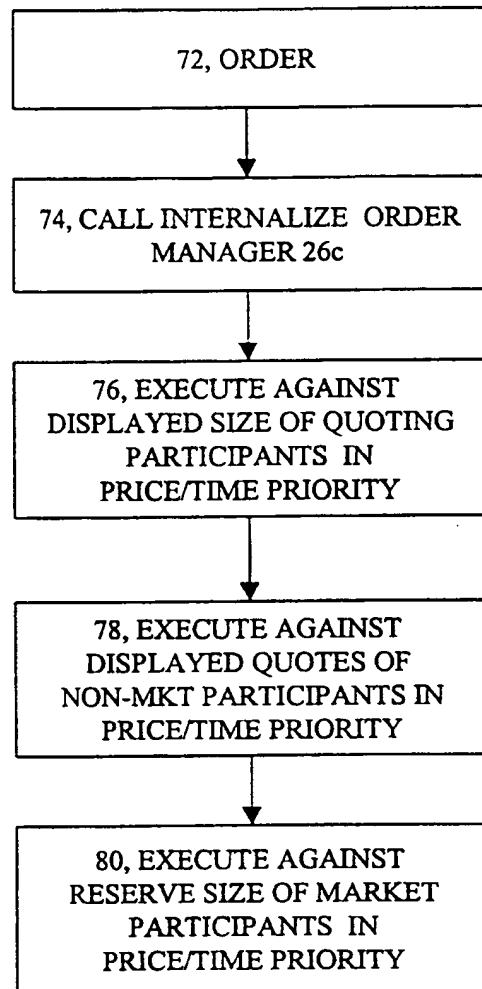 72, ORDER
74, CALL INTERNALIZE ORDER
MANAGER 26c
76, EXECUTE AGAINST
DISPLAYED SIZE OF QUOTING
PARTICIPANTS IN
PRICE/TIME PRIORITY
78, EXECUTE AGAINST
DISPLAYED QUOTES OF
NON-MKT PARTICIPANTS IN
PRICE/TIME PRIORITY
80, EXECUTE AGAINST
RESERVE SIZE OF MARKET
PARTICIPANTS IN
PRICE/TIME PRIORITY